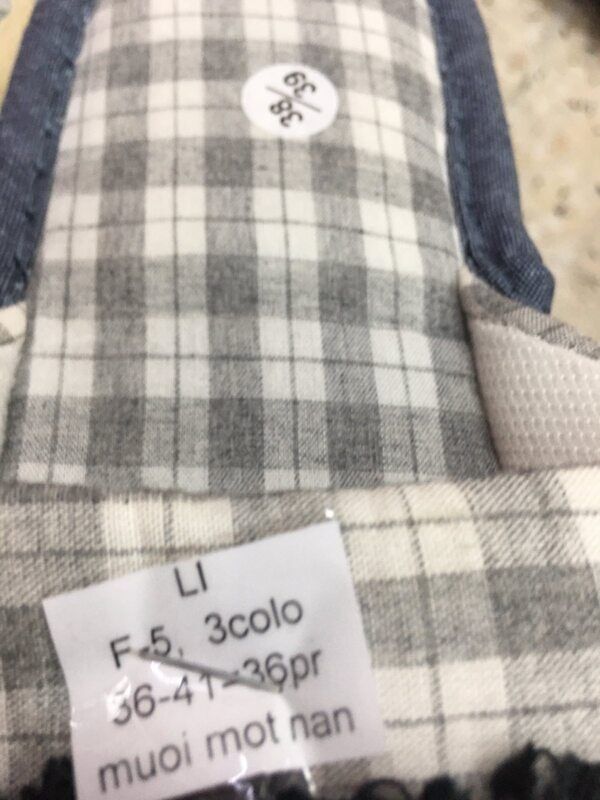 38/39
LI
F-5, 3colo
36-41=36pr
muoi mot nan